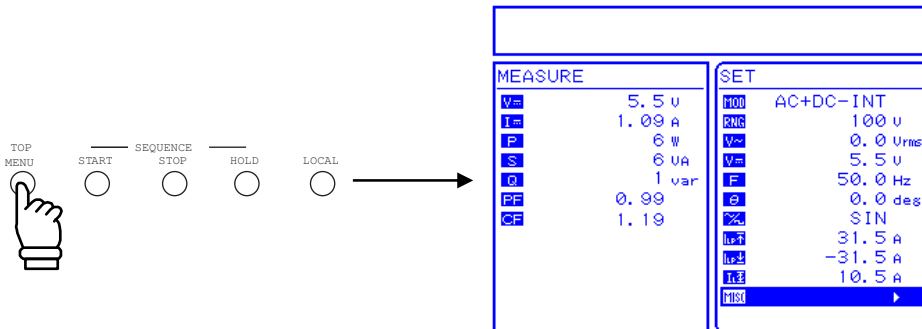 TOP
MENU
SEQUENCE
START STOP HOLD LOCAL
MEASURE
V= 5.5 V
I= 1.09 A
P 6 W
S 6 VA
Q 1 var
PF 0.99
CF 1.19
SET
MOD AC+DC-INT
RNG 100 V
V~ 0.0 Vrms
V= 5.5 V
F 50.0 Hz
θ 0.0 deg
SIN
31.5 A
-31.5 A
10.5 A
MISC